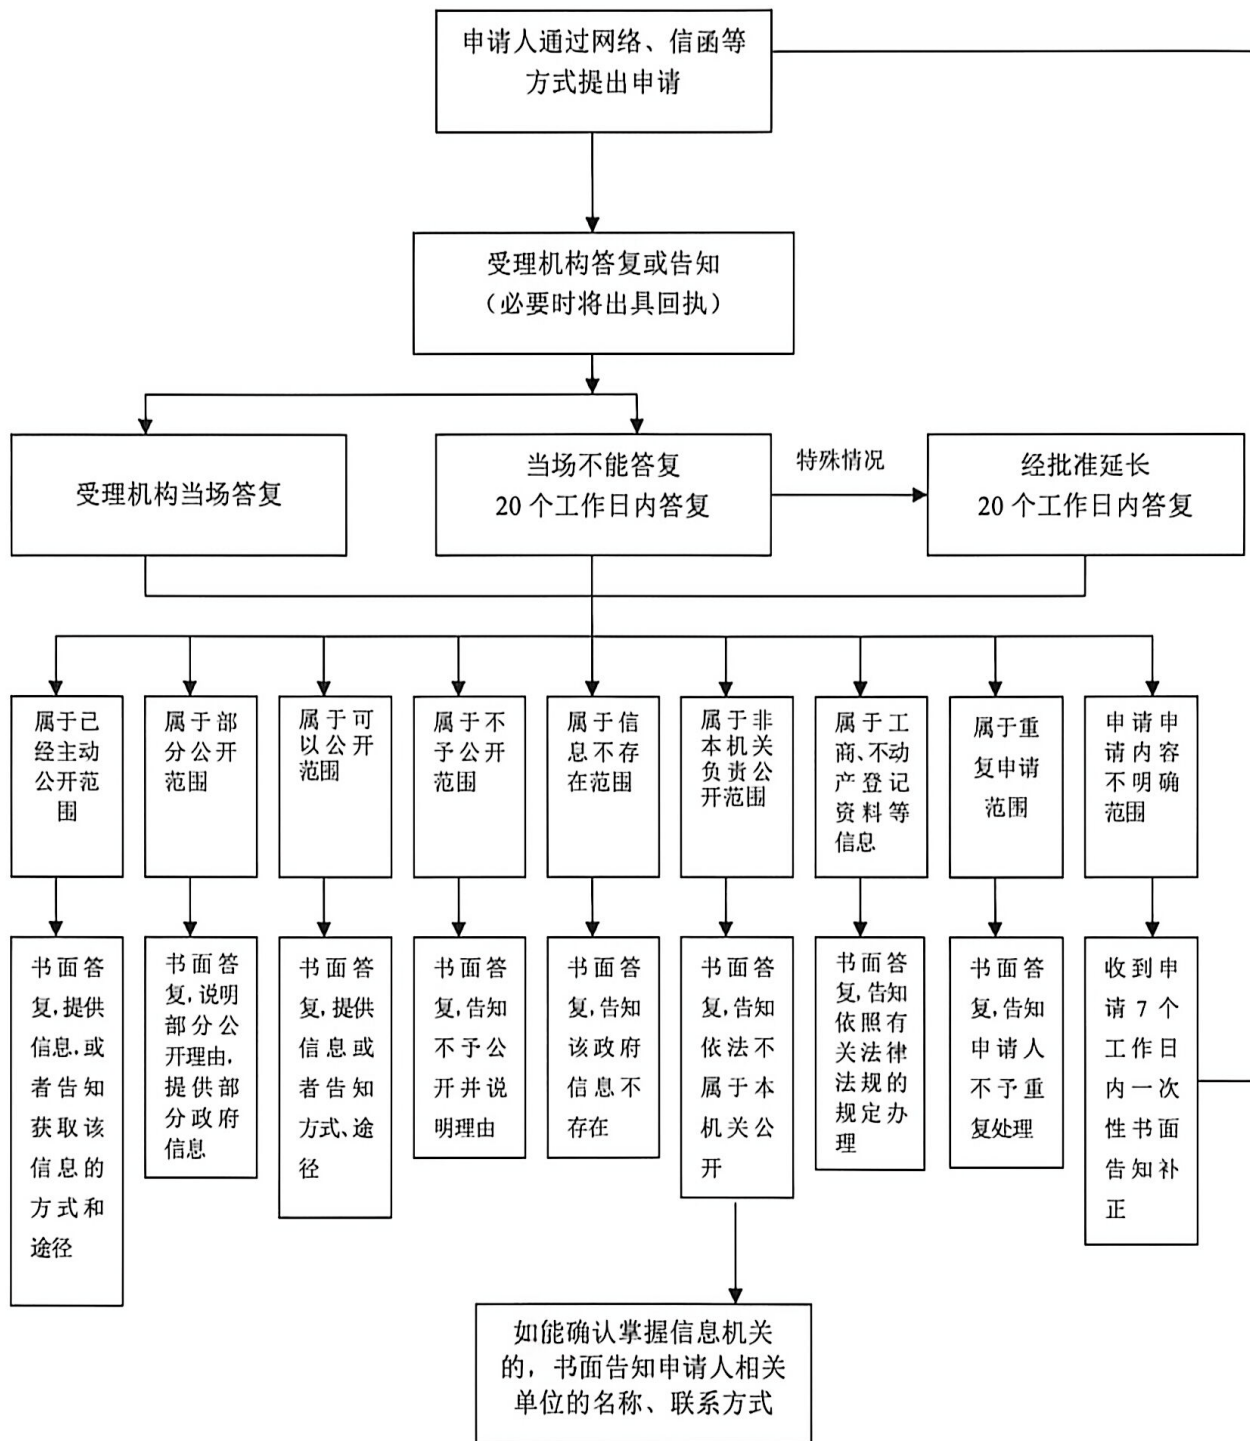 申请人通过网络、信函等
方式提出申请
受理机构答复或告知
（必要时将出具回执）
受理机构当场答复
当场不能答复
20 个工作日内答复
特殊情况
经批准延长
20 个工作日内答复
属于已
经主动
公开范
围
属于部
分公开
范围
属于可
以公开
范围
属于不
予公开
范围
属于信
息不存
在范围
属于非
本机关
负责公
开范围
属于工
商、不动
产登记
资料等
信息
属于重
复申请
范围
申请申
请内容
不明确
范围
书面答
复,提供
信息,或
者告知
获取该
信息的
方式和
途径
书面答
复,说明
部分公
开理由,
提供部
分政府
信息
书面答
复,提供
信息或
者告知
方式、途
径
书面答
复,告知
不予公
开并说
明理由
书面答
复,告知
该政府
信息不
存在
书面答
复,告知
依法不
属于本
机关公
开
书面答
复,告知
依照有
关法律
法规的
规定办
理
书面答
复,告知
申请人
不予重
复处理
收到申
请 7 个
工作日
内一次
性书面
告知补
正
如能确认掌握信息机关
的，书面告知申请人相关
单位的名称、联系方式